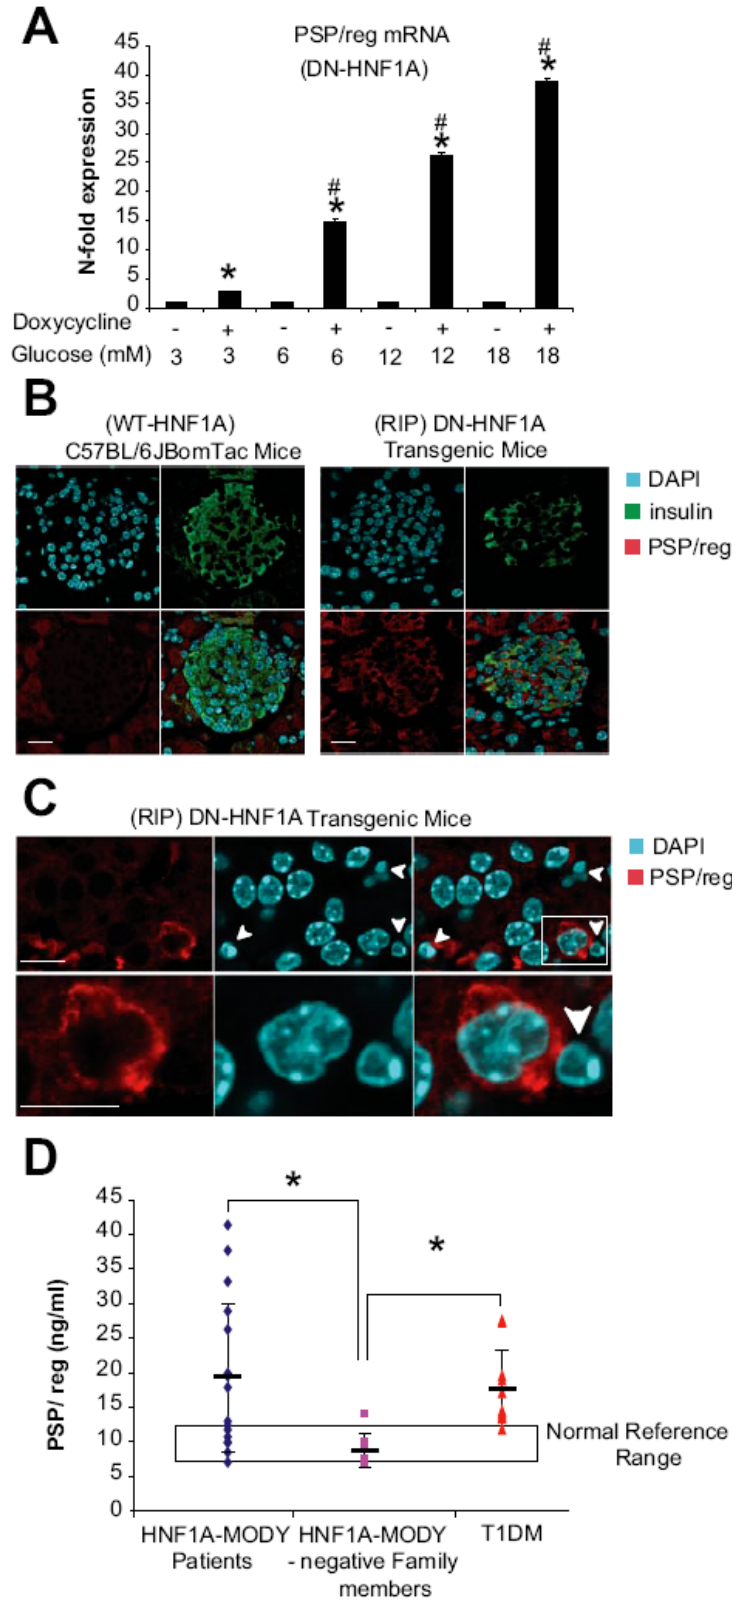 A
PSP/reg mRNA
(DN-HNF1A)
N-fold expression
45
40
35
30
25
20
15
10
5
0
*
#
*
#
*
#
*
Doxycycline - + - + - + - +
Glucose (mM) 3 3 6 6 12 12 18 18
B
(WT-HNF1A)
C57BL/6JBomTac Mice
(RIP) DN-HNF1A
Transgenic Mice
DAPI
insulin
PSP/reg
C
(RIP) DN-HNF1A Transgenic Mice
DAPI
PSP/reg
D
PSP/ reg (ng/ml)
45
40
35
30
25
20
15
10
5
0
*
*
Normal Reference
Range
HNF1A-MODY
Patients
HNF1A-MODY
- negative Family
members
T1DM